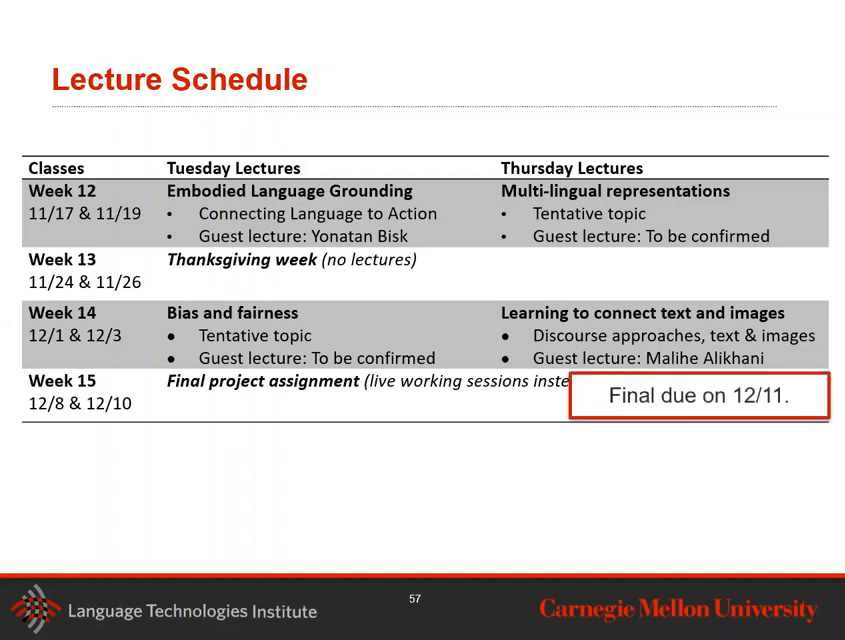 Lecture Schedule
Classes Tuesday Lectures Thursday Lectures
Week 12 Embodied Language Grounding Multi-lingual representations
11/17 & 11/19 • Connecting Language to Action • Tentative topic
• Guest lecture: Yonatan Bisk • Guest lecture: To be confirmed
Week 13 Thanksgiving week (no lectures)
11/24 & 11/26
Week 14 Bias and fairness Learning to connect text and images
12/1 & 12/3 • Tentative topic • Discourse approaches, text & images
• Guest lecture: To be confirmed • Guest lecture: Malihe Alikhani
Week 15 Final project assignment (live working sessions
12/8 & 12/10
Final due on 12/11.
57
Language Technologies Institute
Carnegie Mellon University